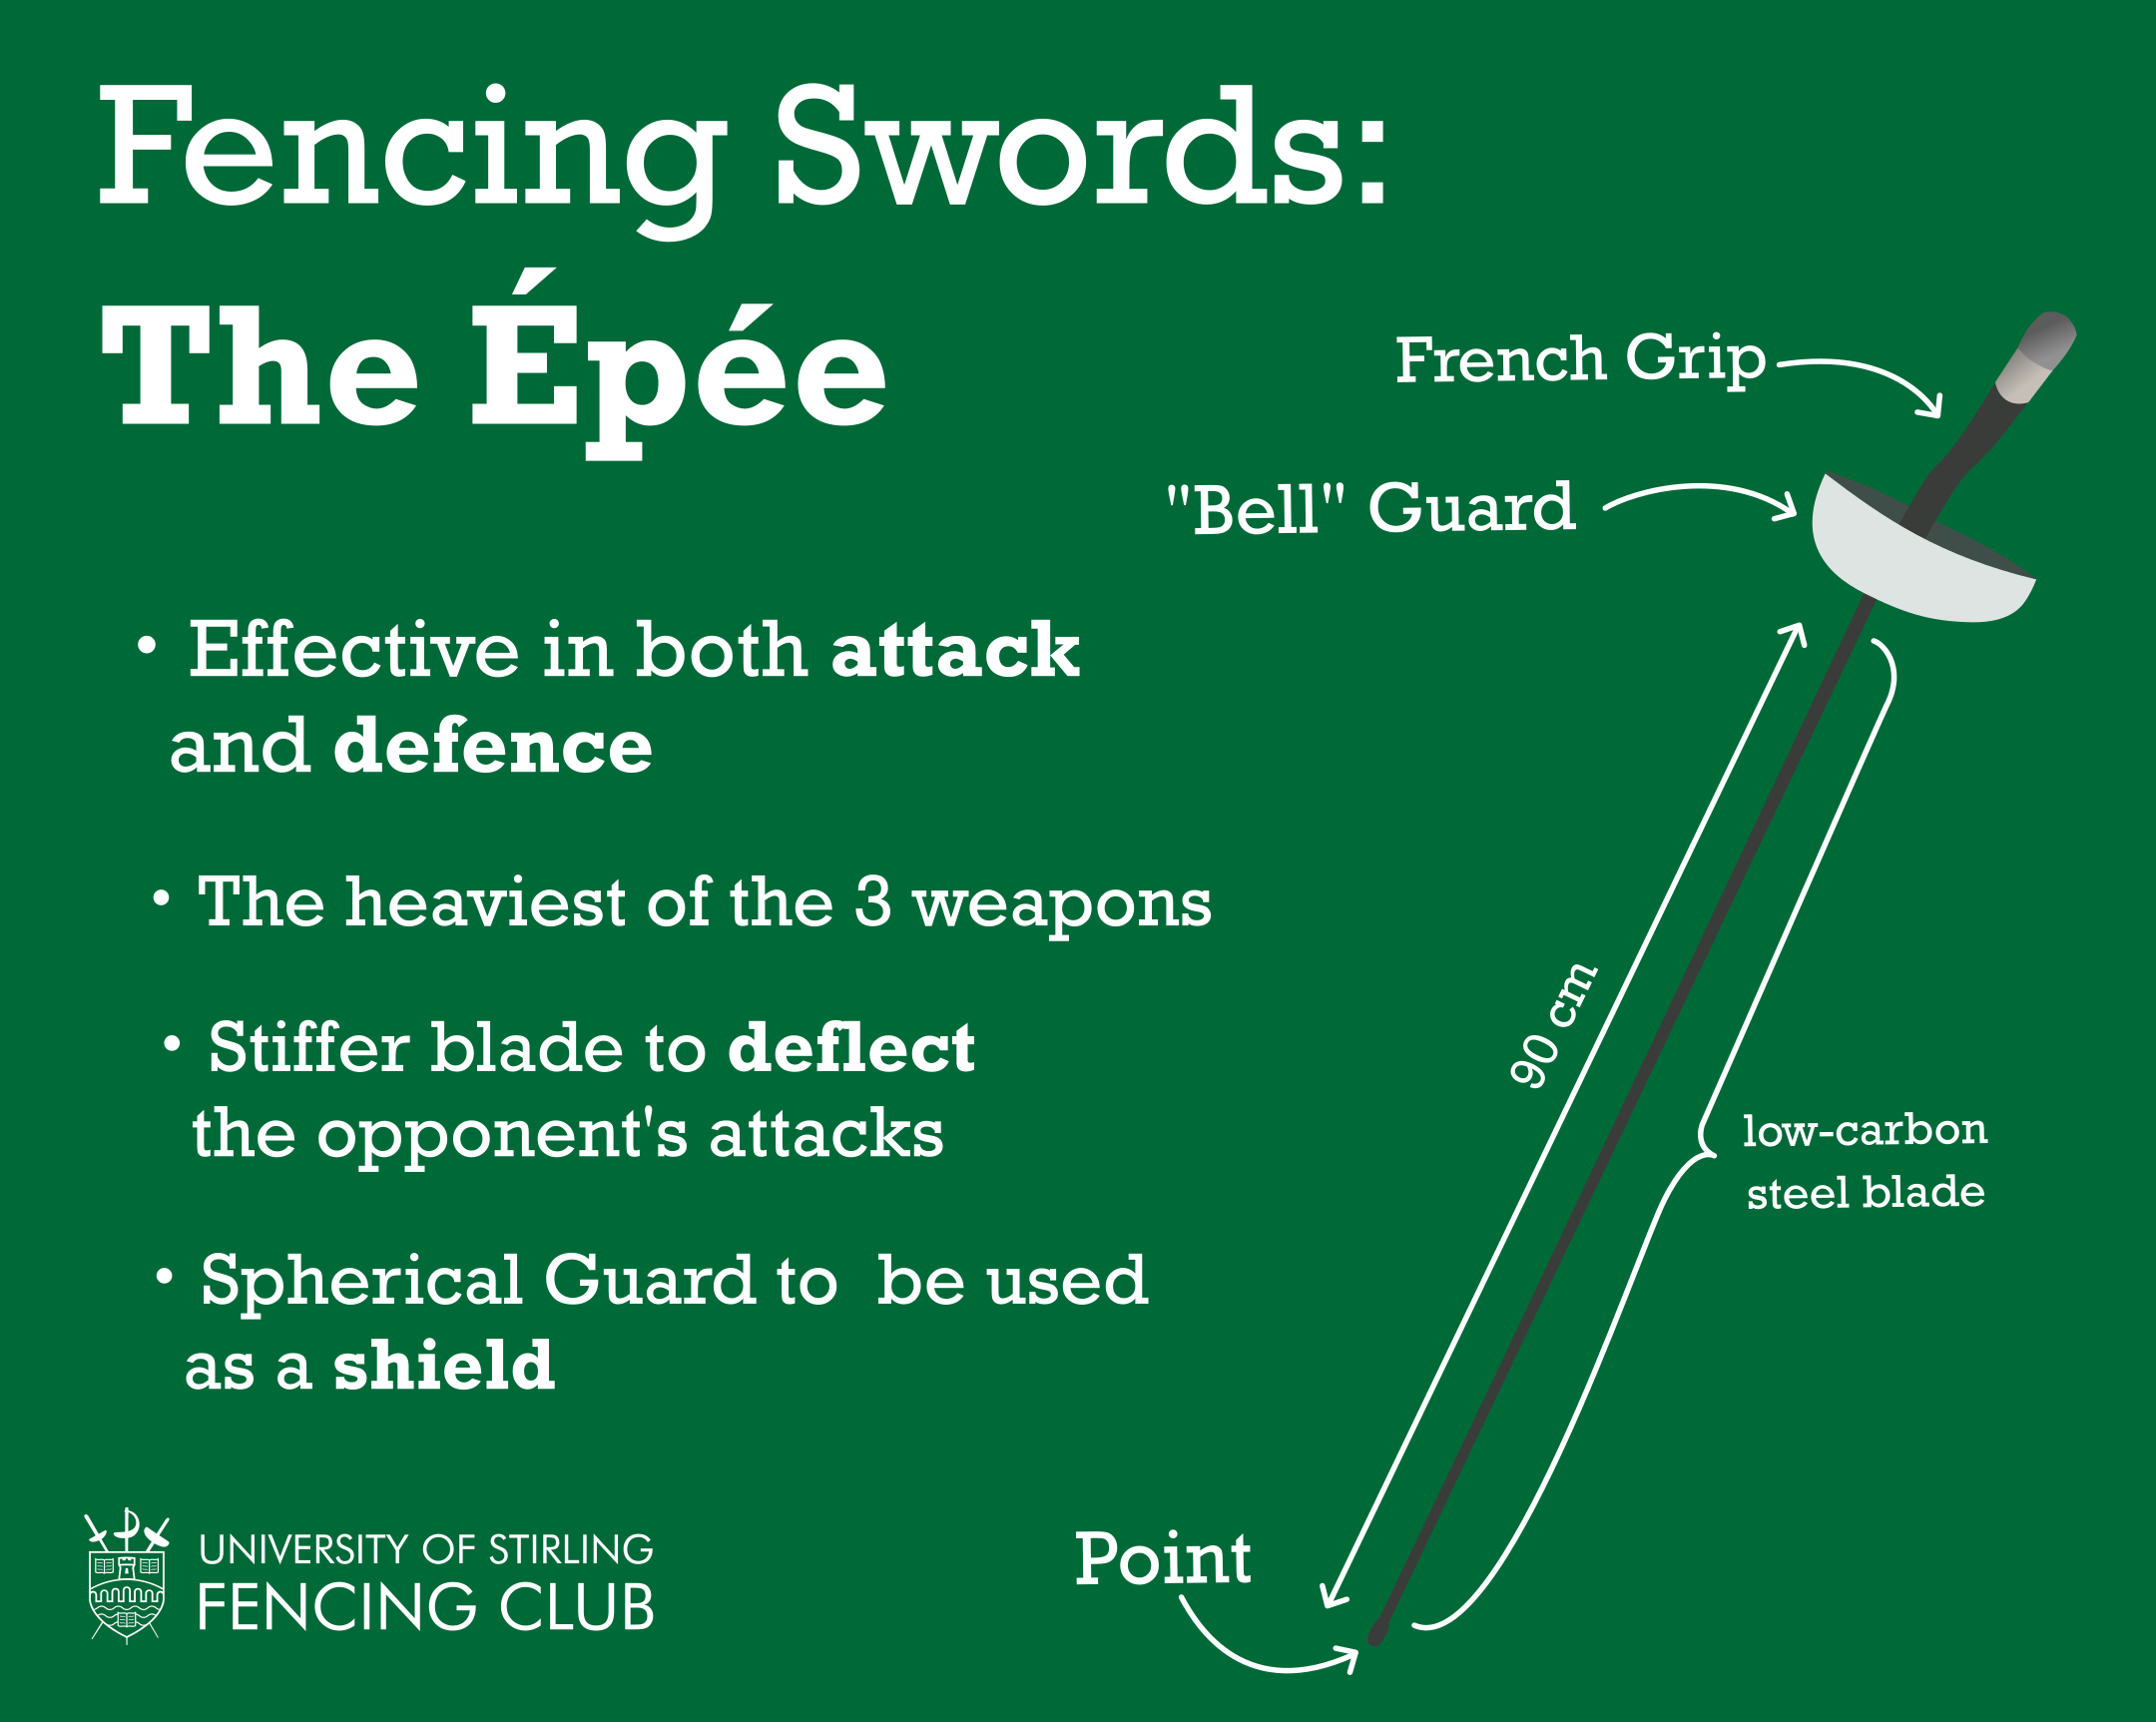 Fencing Swords:
The Épée
French Grip
"Bell" Guard
• Effective in both attack
and defence
• The heaviest of the 3 weapons
• Stiffer blade to deflect
the opponent's attacks
• Spherical Guard to be used
as a shield
90 cm
low-carbon
steel blade
Point
UNIVERSITY OF STIRLING
FENCING CLUB